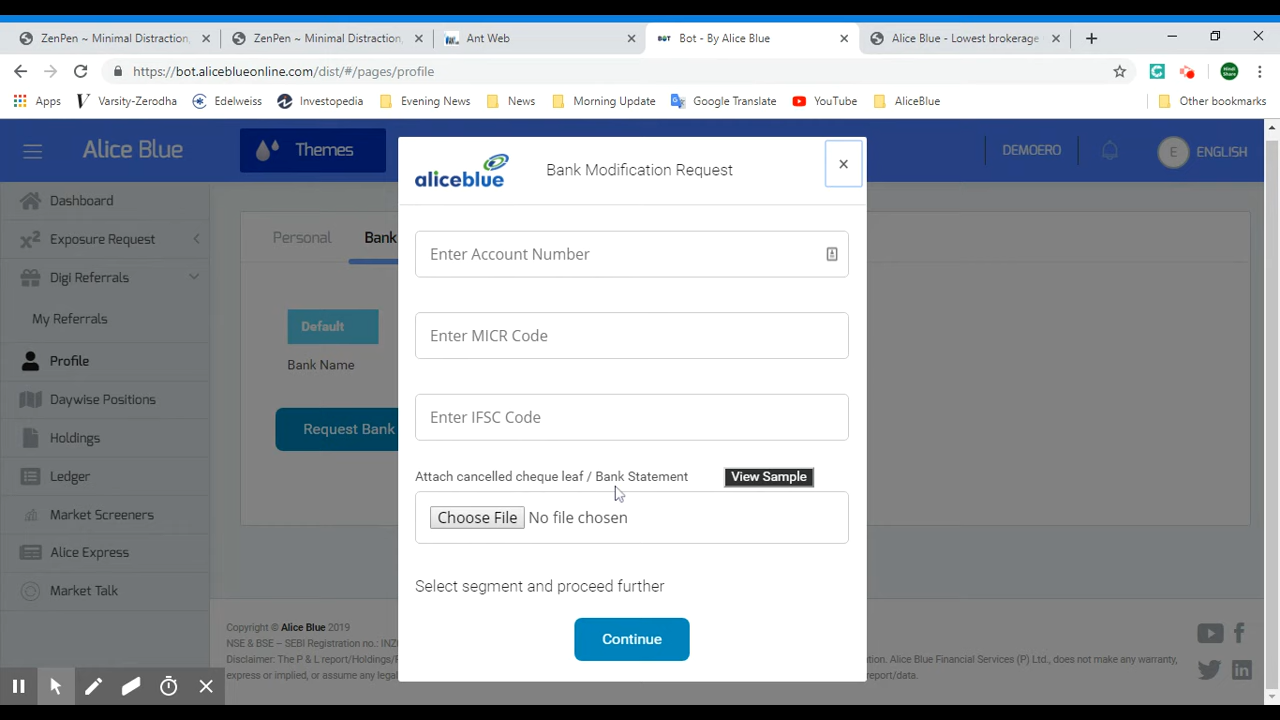 ZenPen ~ Minimal Distraction, ZenPen ~ Minimal Distraction, Ant Web Bot - By Alice Blue Alice Blue - Lowest brokerage
https://bot.aliceblueonline.com/dist/#/pages/profile
Apps Varsity-Zerodha Edelweiss Investopedia Evening News News Morning Update Google Translate YouTube AliceBlue Other bookmarks
Alice Blue Themes DEMOERO E ENGLISH
aliceblue Bank Modification Request ×
Dashboard
Exposure Request
Digi Referrals
My Referrals
Profile
Daywise Positions
Holdings
Ledger
Market Screeners
Alice Express
Market Talk
Personal Bank
Default
Bank Name
Request Bank
Enter Account Number
Enter MICR Code
Enter IFSC Code
Attach cancelled cheque leaf / Bank Statement View Sample
Choose File No file chosen
Select segment and proceed further
Continue
Copyright © Alice Blue 2019
NSE & BSE – SEBI Registration no.:
Disclaimer: The P & L report/Holdings/ Alice Blue Financial Services (P) Ltd., does not make any warranty,
express or implied, or assume any legal report/data.